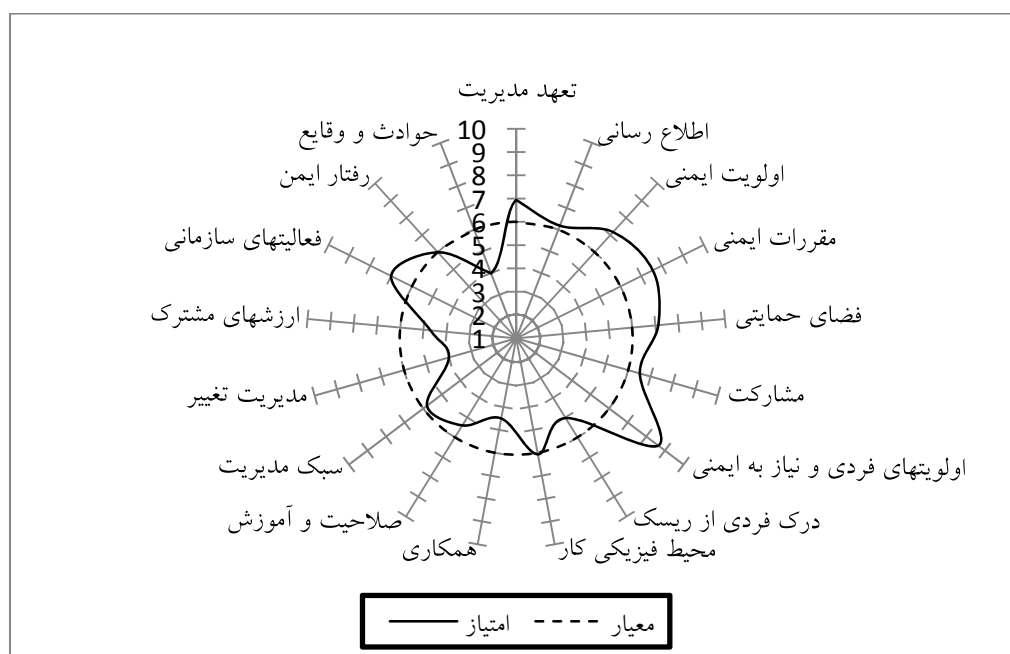 تعهد مدیریت
اطلاع رسانی
اولویت ایمنی
مقررات ایمنی
فضای حمایتی
مشارکت
اولویتهای فردی و نیاز به ایمنی
درک فردی از ریسک
محیط فیزیکی کار
همکاری
صلاحیت و آموزش
سبک مدیریت
مدیریت تغییر
ارزشهای مشترک
فعالیتهای سازمانی
رفتار ایمن
حوادث و وقایع
10
9
8
7
6
5
4
3
2
1
معیار
امتیاز